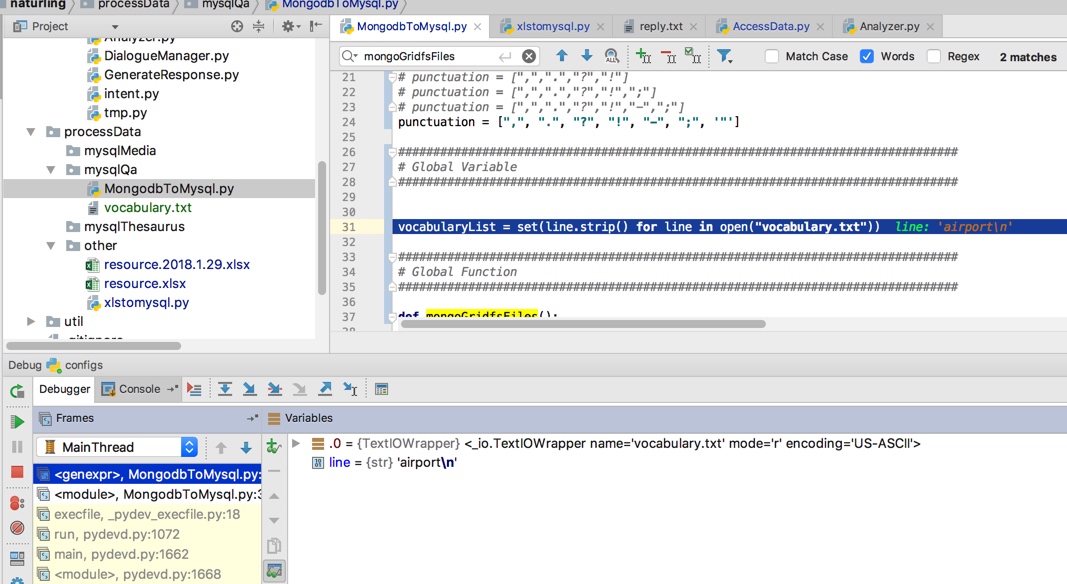 naturling processData mysqlQa MongodbToMysql.py
Project
MongodbToMysql.py xlstomysql.py reply.txt AccessData.py Analyzer.py
mongoGridfsFiles Match Case Words Regex 2 matches
Analyzer.py
DialogueManager.py
GenerateResponse.py
intent.py
tmp.py
processData
mysqlMedia
mysqlQa
MongodbToMysql.py
vocabulary.txt
mysqlThesaurus
other
resource.2018.1.29.xlsx
resource.xlsx
xlstomysql.py
util
.gitignore
21 # punctuation = [",",".","?","!"]
22 # punctuation = [",",".","?","!",";"]
23 # punctuation = [",",".","?","!","—",";"]
24 punctuation = [",", ".", "?", "!", "—", ";", '"']
25
26 ####################################################################################
27 # Global Variable
28 ####################################################################################
29
30
31 vocabularyList = set(line.strip() for line in open("vocabulary.txt")) line: 'airport\n'
32
33 ####################################################################################
34 # Global Function
35 ####################################################################################
36
37 def mongoGridfsFiles():
38
Debug configs
Debugger Console
Frames
MainThread
<genexpr>, MongodbToMysql.py:
<module>, MongodbToMysql.py:3
execfile, _pydev_execfile.py:18
run, pydevd.py:1072
main, pydevd.py:1662
<module>, pydevd.py:1668
Variables
.0 = {TextIOWrapper} <_io.TextIOWrapper name='vocabulary.txt' mode='r' encoding='US-ASCII'>
line = {str} 'airport\n'